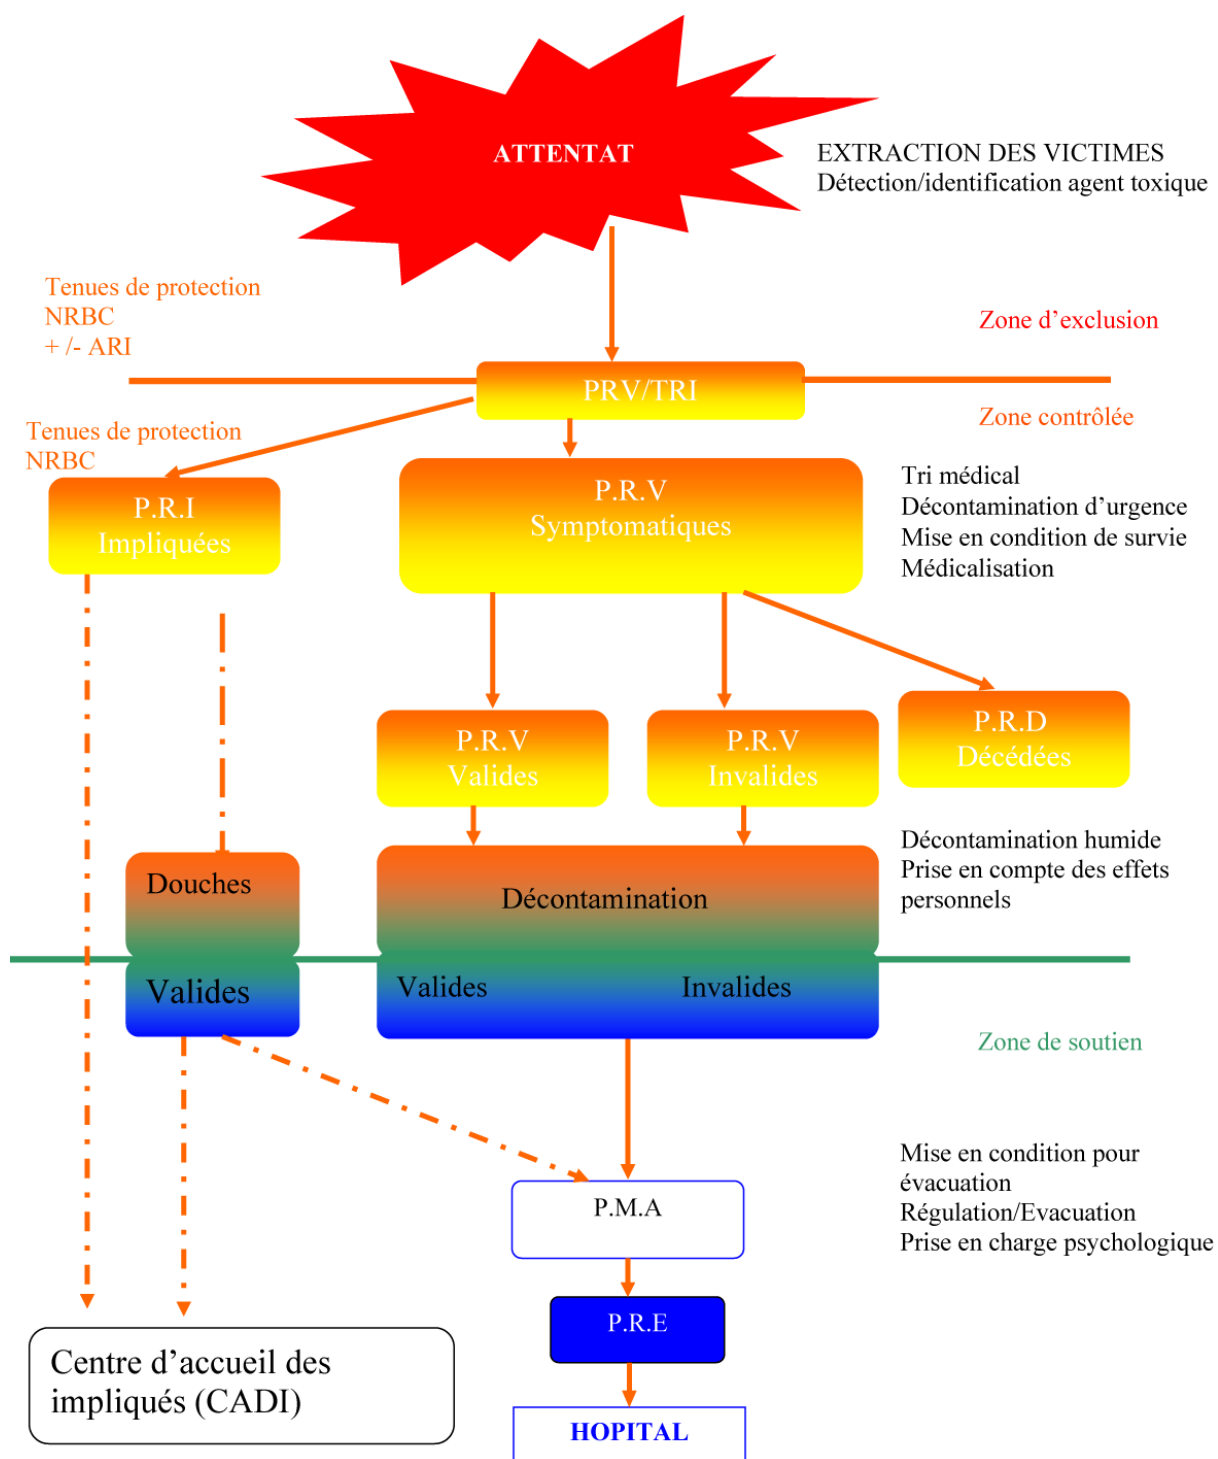 ATTENTAT
EXTRACTION DES VICTIMES
Détection/identification agent toxique
Tenues de protection
NRBC
+ /- ARI
Zone d’exclusion
PRV/TRI
Zone contrôlée
Tenues de protection
NRBC
P.R.I
Impliquées
P.R.V
Symptomatiques
Tri médical
Décontamination d’urgence
Mise en condition de survie
Médicalisation
P.R.V
Valides
P.R.V
Invalides
P.R.D
Décédées
Douches
Décontamination
Décontamination humide
Prise en compte des effets
personnels
Valides
Valides
Invalides
Zone de soutien
P.M.A
Mise en condition pour
évacuation
Régulation/Evacuation
Prise en charge psychologique
P.R.E
Centre d’accueil des
impliqués (CADI)
HOPITAL